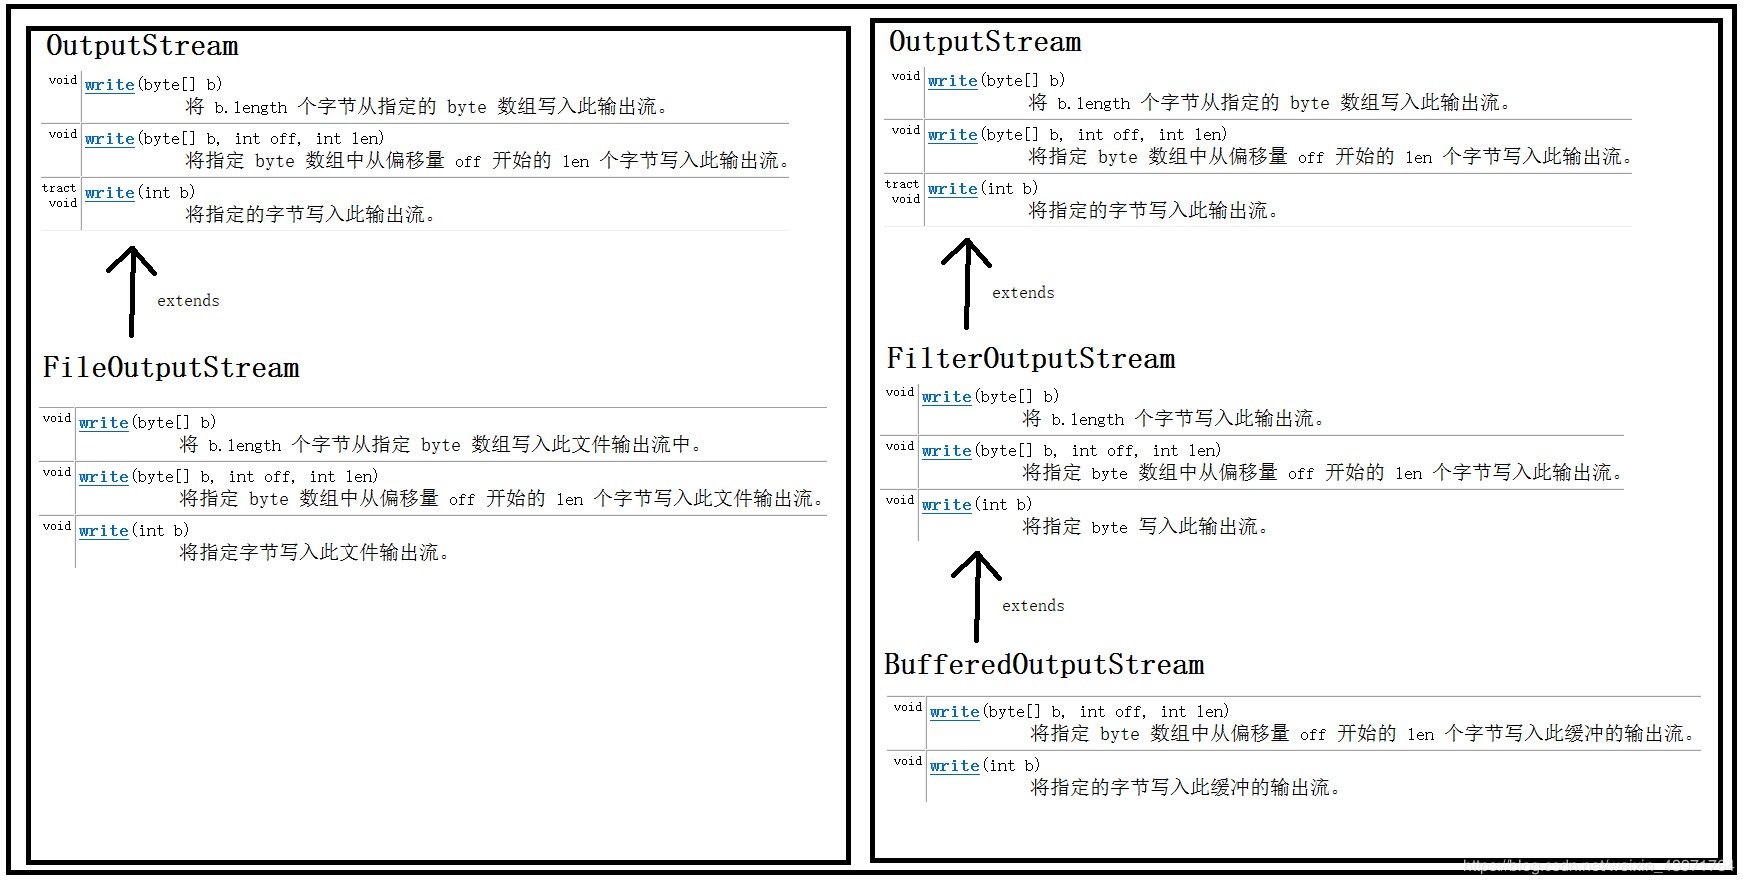 OutputStream
void write(byte[] b)
将 b.length 个字节从指定的 byte 数组写入此输出流。
void write(byte[] b, int off, int len)
将指定 byte 数组中从偏移量 off 开始的 len 个字节写入此输出流。
tract
void write(int b)
将指定的字节写入此输出流。
extends
FileOutputStream
void write(byte[] b)
将 b.length 个字节从指定 byte 数组写入此文件输出流中。
void write(byte[] b, int off, int len)
将指定 byte 数组中从偏移量 off 开始的 len 个字节写入此文件输出流。
void write(int b)
将指定字节写入此文件输出流。
OutputStream
void write(byte[] b)
将 b.length 个字节从指定的 byte 数组写入此输出流。
void write(byte[] b, int off, int len)
将指定 byte 数组中从偏移量 off 开始的 len 个字节写入此输出流。
tract
void write(int b)
将指定的字节写入此输出流。
extends
FilterOutputStream
void write(byte[] b)
将 b.length 个字节写入此输出流。
void write(byte[] b, int off, int len)
将指定 byte 数组中从偏移量 off 开始的 len 个字节写入此输出流。
void write(int b)
将指定 byte 写入此输出流。
extends
BufferedOutputStream
void write(byte[] b, int off, int len)
将指定 byte 数组中从偏移量 off 开始的 len 个字节写入此缓冲的输出流。
void write(int b)
将指定的字节写入此缓冲的输出流。